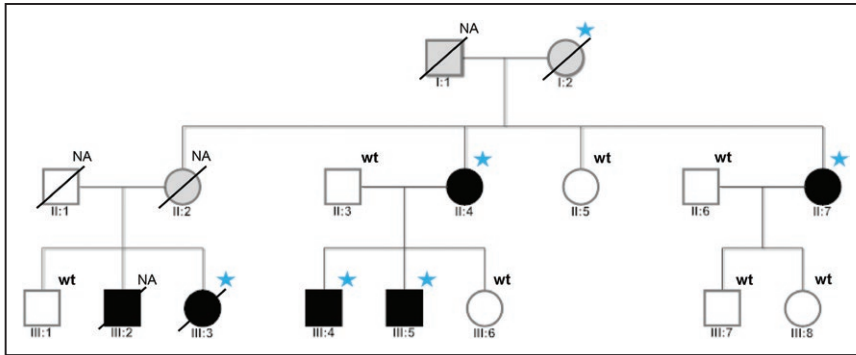 NA
I:1 I:2
NA NA wt wt wt
II:1 II:2 II:3 II:4 II:5 II:6 II:7
wt NA wt wt wt
III:1 III:2 III:3 III:4 III:5 III:6 III:7 III:8